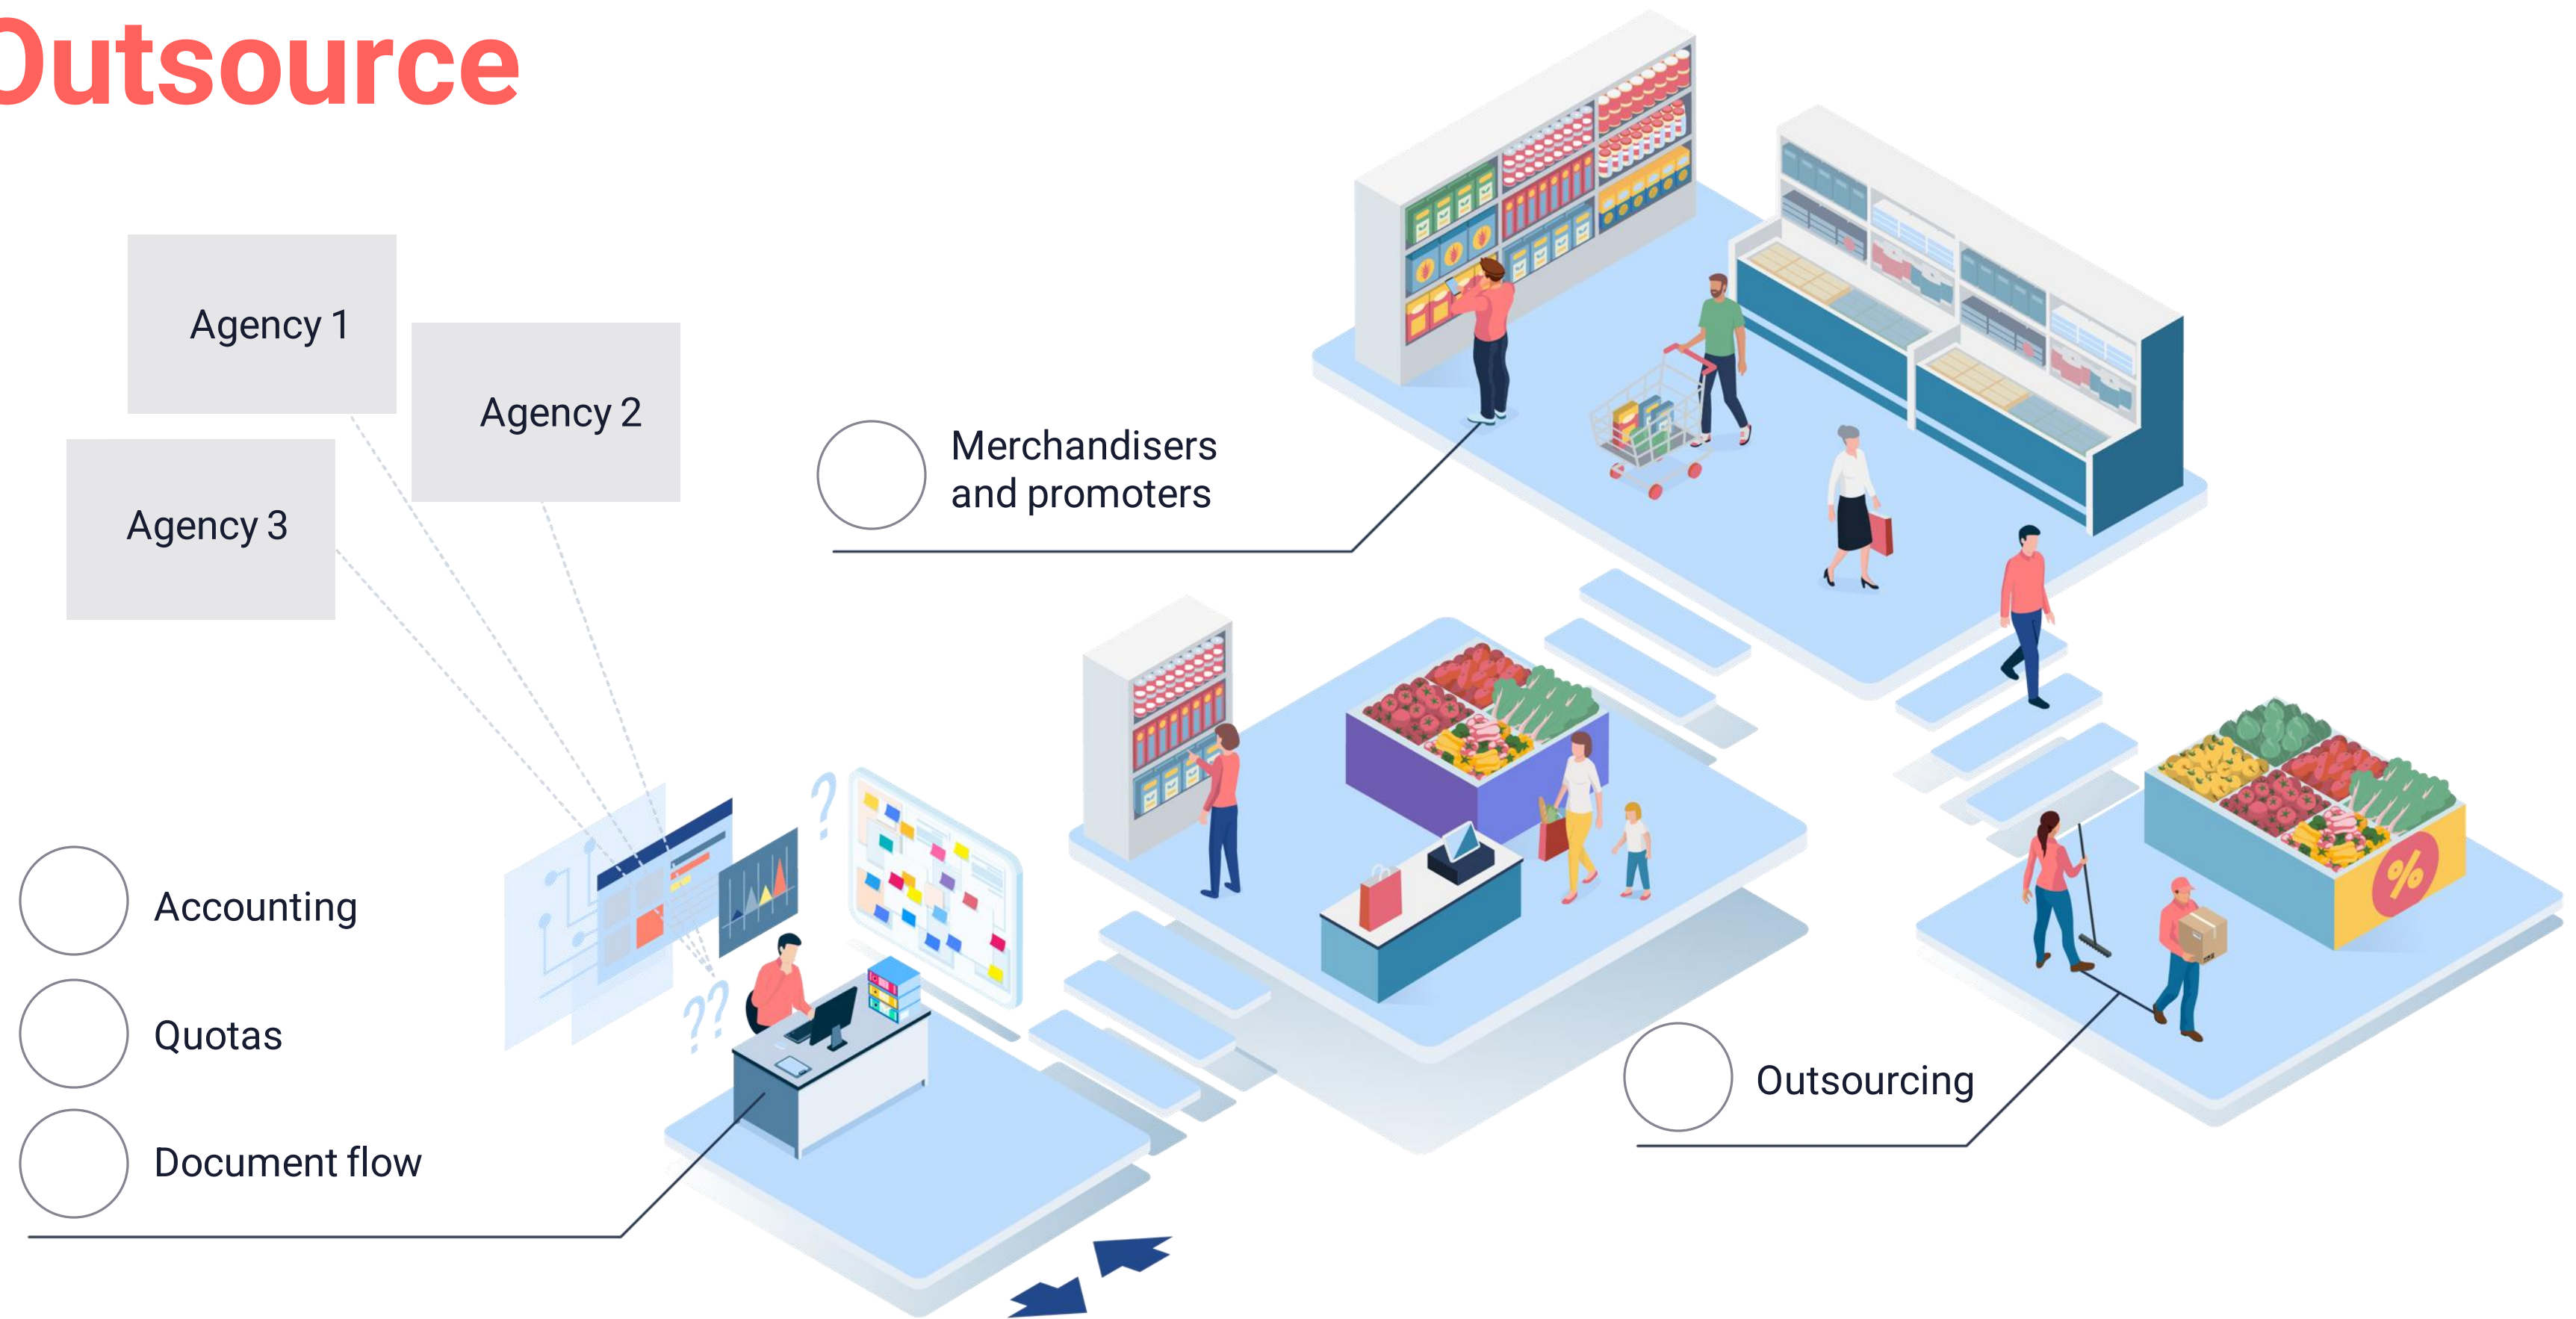 Outsource
Agency 1
Agency 2
Agency 3
Merchandisers
and promoters
?
??
Accounting
Quotas
Document flow
%
Outsourcing